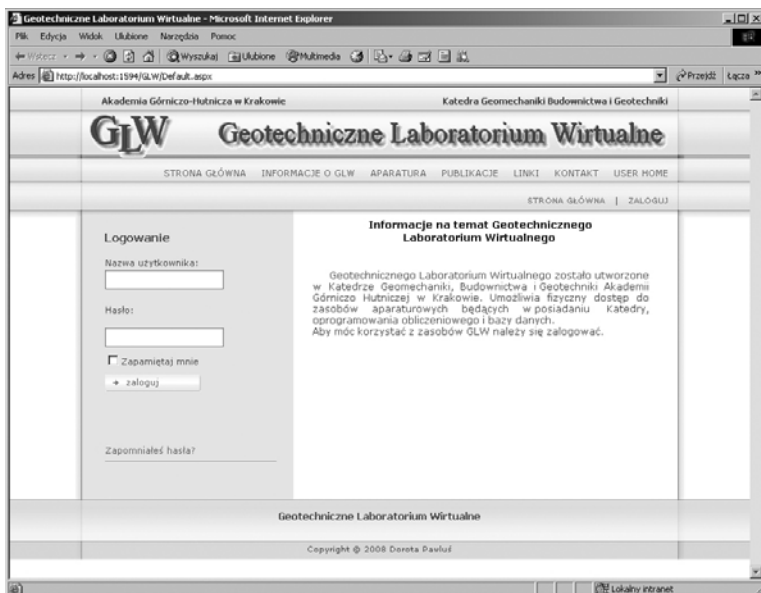 Geotechniczne Laboratorium Wirtualne - Microsoft Internet Explorer
Plik Edycja Widok Ulubione Narzędzia Pomoc
Wstecz Wyszukaj Ulubione Multimedia
Adres http://localhost:1594/GLW/Default.aspx Przejdź Łącza »
Akademia Górniczo-Hutnicza w Krakowie Katedra Geomechaniki Budownictwa i Geotechniki
GLW Geotechniczne Laboratorium Wirtualne
STRONA GŁÓWNA INFORMACJE O GLW APARATURA PUBLIKACJE LINKI KONTAKT USER HOME
STRONA GŁÓWNA | ZALOGUJ
Logowanie
Nazwa użytkownika:
Hasło:
Zapamiętaj mnie
zaloguj
Zapomniałeś hasła?
Informacje na temat Geotechnicznego
Laboratorium Wirtualnego
Geotechnicznego Laboratorium Wirtualnego zostało utworzone
w Katedrze Geomechaniki, Budownictwa i Geotechniki Akademii
Górniczo Hutniczej w Krakowie. Umożliwia fizyczny dostęp do
zasobów aparaturowych będących w posiadaniu Katedry,
oprogramowania obliczeniowego i bazy danych.
Aby móc korzystać z zasobów GLW należy się zalogować.
Geotechniczne Laboratorium Wirtualne
Copyright © 2008 Dorota Pawluś
Lokalny intranet